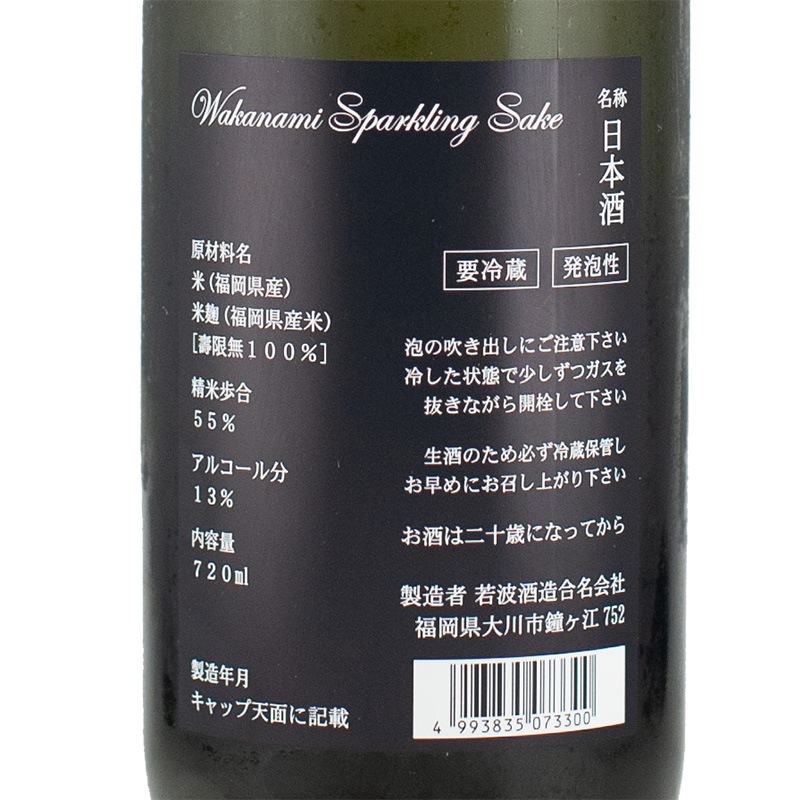 Wakanami Sparkling Sake
名称 日本酒
要冷蔵 発泡性
原材料名
米(福岡県産)
米麹(福岡県産米)
[壽限無100%]
精米歩合
55%
アルコール分
13%
内容量
720ml
製造年月
キャップ天面に記載
泡の吹き出しにご注意下さい
冷した状態で少しずつガスを
抜きながら開栓して下さい
生酒のため必ず冷蔵保管し
お早めにお召し上がり下さい
お酒は二十歳になってから
製造者 若波酒造合名会社
福岡県大川市鐘ヶ江752
4 993835 073300